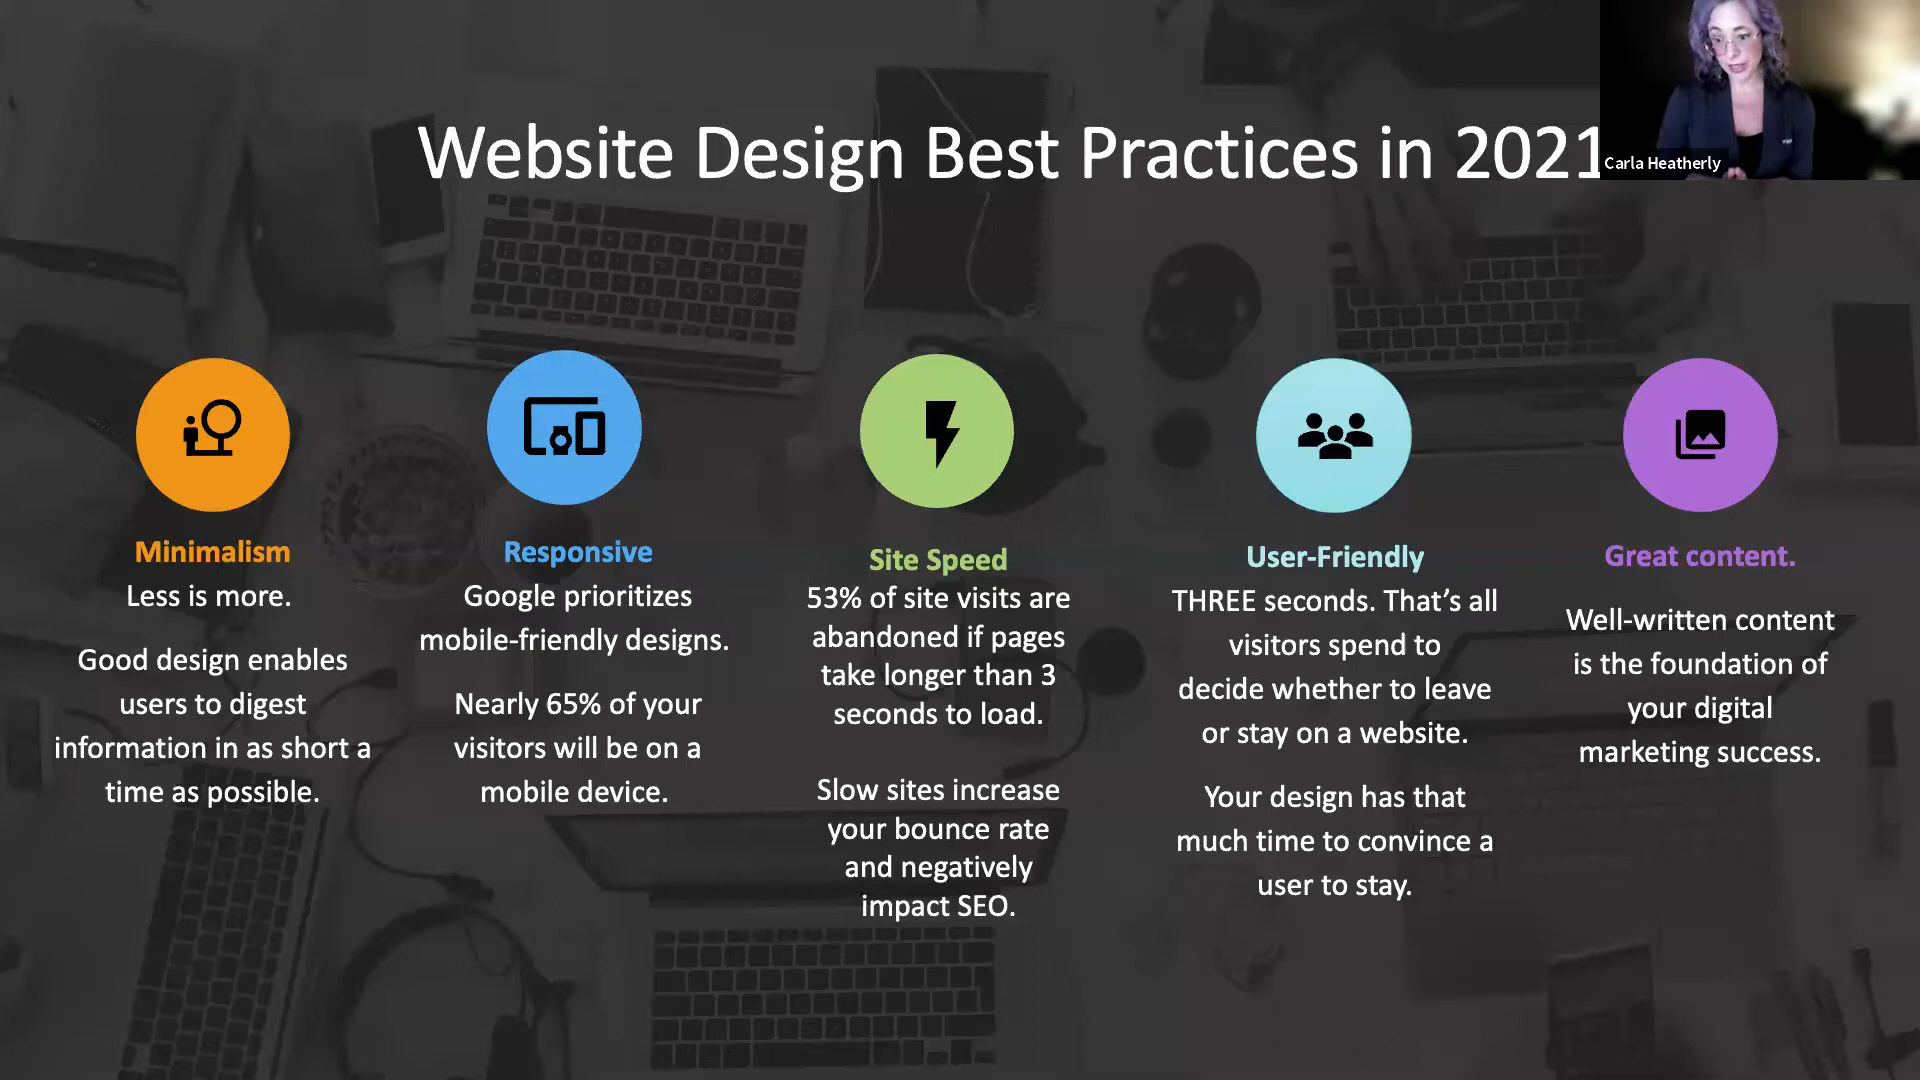 Website Design Best Practices in 2021
Carla Heatherly
Minimalism
Less is more.
Good design enables
users to digest
information in as short a
time as possible.
Responsive
Google prioritizes
mobile-friendly designs.
Nearly 65% of your
visitors will be on a
mobile device.
Site Speed
53% of site visits are
abandoned if pages
take longer than 3
seconds to load.
Slow sites increase
your bounce rate
and negatively
impact SEO.
User-Friendly
THREE seconds. That’s all
visitors spend to
decide whether to leave
or stay on a website.
Your design has that
much time to convince a
user to stay.
Great content.
Well-written content
is the foundation of
your digital
marketing success.